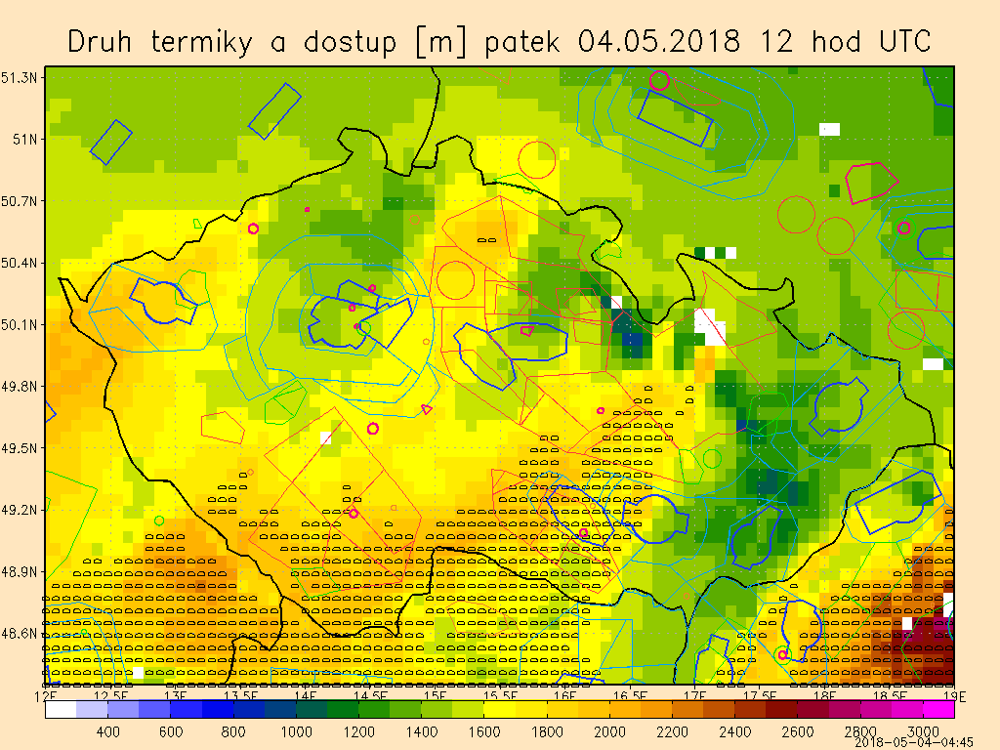 Druh termiky a dostup [m] patek 04.05.2018 12 hod UTC
51.3N
51N
50.7N
50.4N
50.1N
49.8N
49.5N
49.2N
48.9N
48.6N
12E 12.5E 13E 13.5E 14E 14.5E 15E 15.5E 16E 16.5E 17E 17.5E 18E 18.5E 19E
400 600 800 1000 1200 1400 1600 1800 2000 2200 2400 2600 2800 3000
2018-05-04-04:45